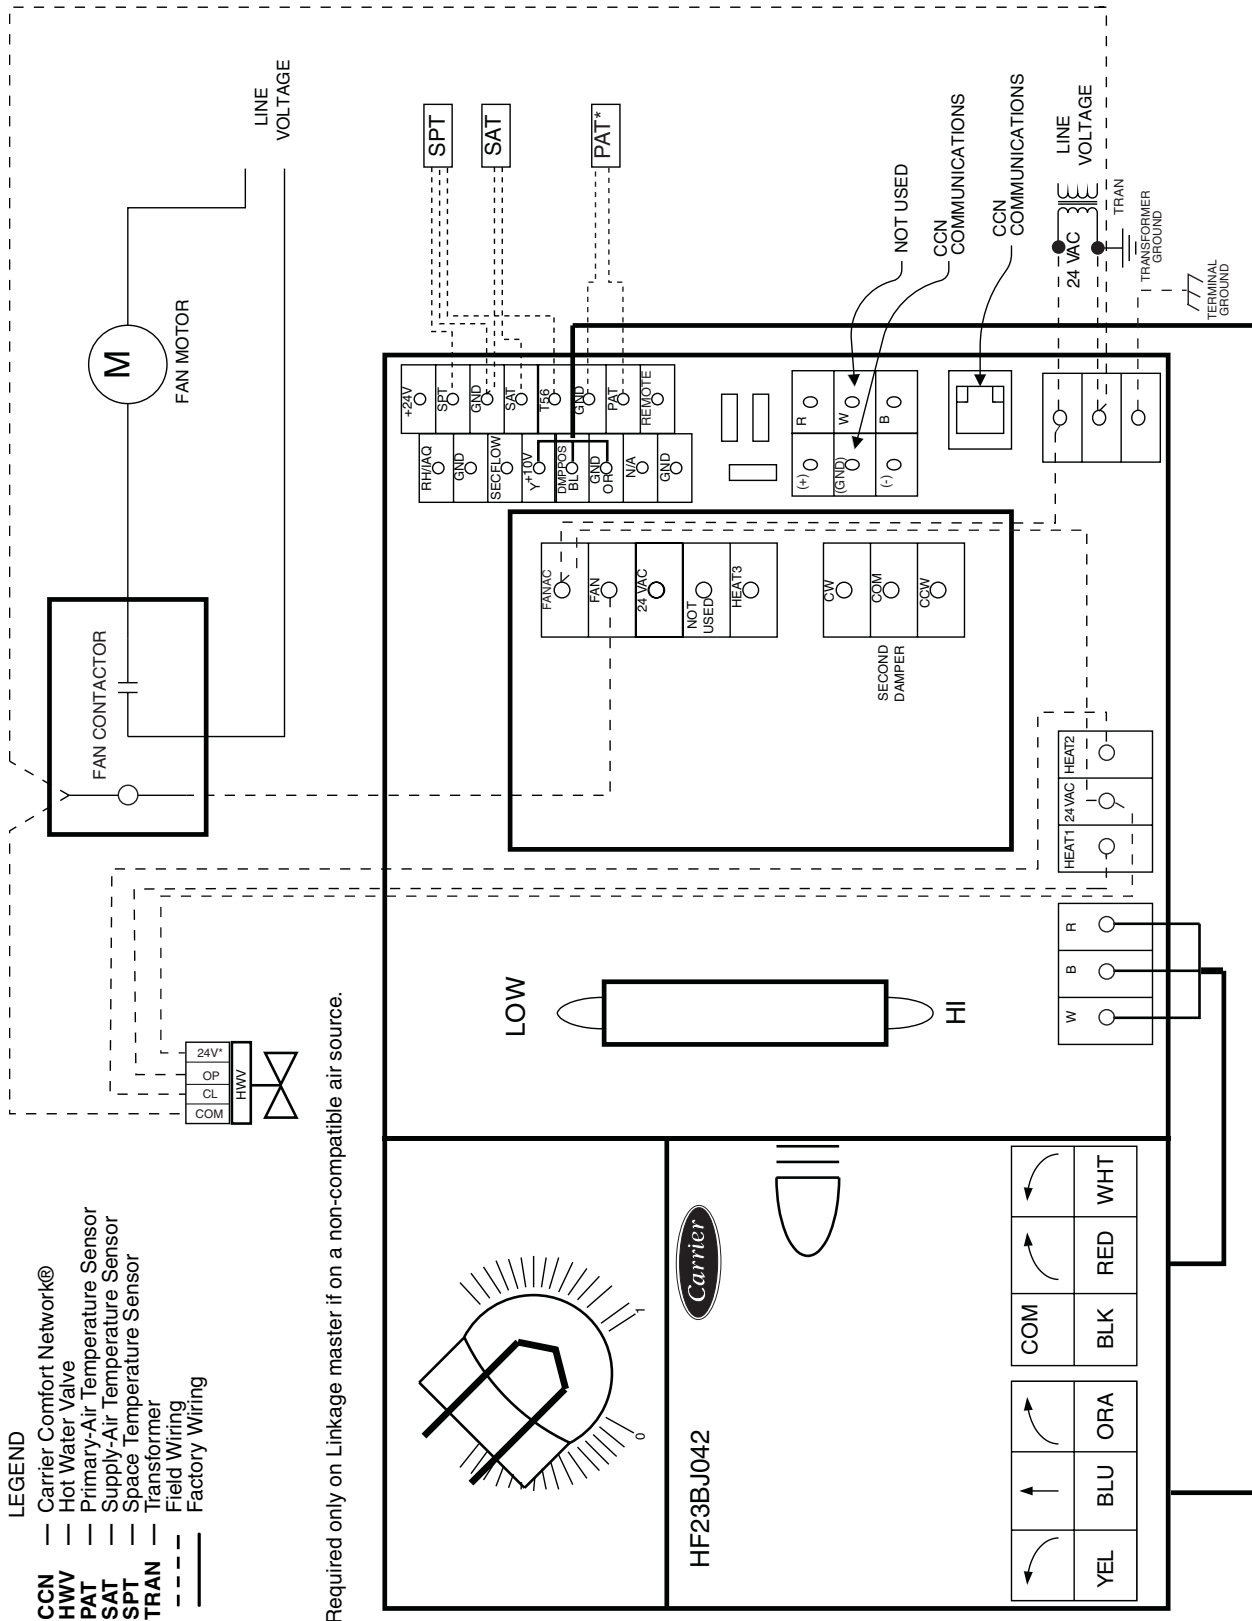 LEGEND
CCN — Carrier Comfort Network®
HWV — Hot Water Valve
PAT — Primary-Air Temperature Sensor
SAT — Supply-Air Temperature Sensor
SPT — Space Temperature Sensor
TRAN — Transformer
Field Wiring
Factory Wiring
Required only on Linkage master if on a non-compatible air source.
LINE
VOLTAGE
M
FAN MOTOR
FAN CONTACTOR
24V*
OP
CL
COM
HWV
SPT
SAT
PAT*
NOT USED
CCN
COMMUNICATIONS
CCN
COMMUNICATIONS
LINE
VOLTAGE
24 VAC
TRAN
TRANSFORMER
GROUND
TERMINAL
GROUND
+24V
SPT
GND
SAT
T56
GND
PAT
REMOTE
RH/IAQ
GND
SECFLOW
+10V
Y
DMPPOS
BL
GND
OR
N/A
GND
R
W
B
(+)
(GND)
(-)
FANAC
FAN
24 VAC
NOT
USED
HEAT3
CW
COM
CCW
SECOND
DAMPER
HEAT1
24VAC
HEAT2
W
B
R
LOW
HI
0
1
Carrier
HF23BJ042
COM
YEL
BLU
ORA
BLK
RED
WHT